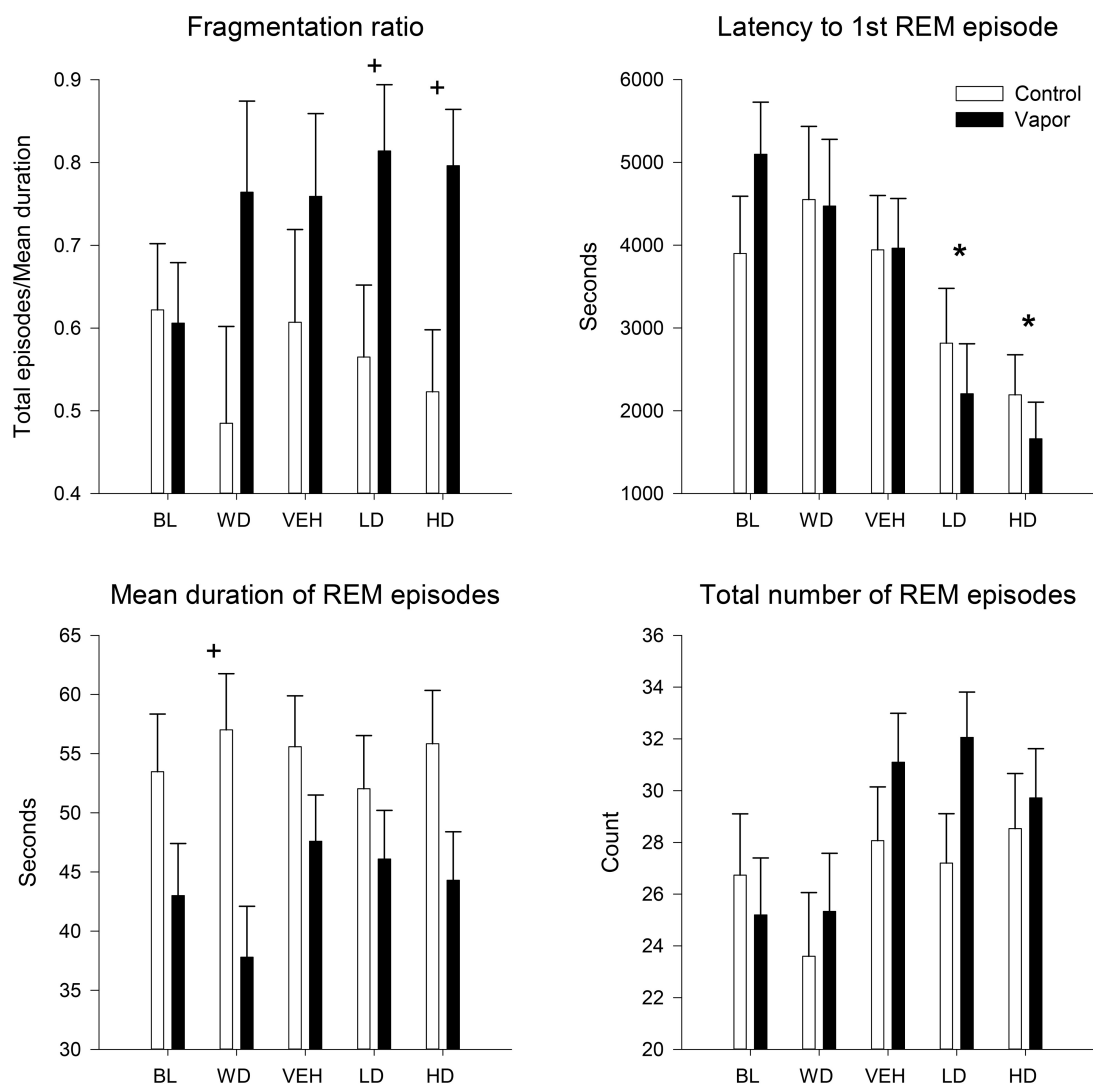 Fragmentation ratio
Total episodes/Mean duration
0.9
0.8
0.7
0.6
0.5
0.4
+
+
BL WD VEH LD HD
Latency to 1st REM episode
Seconds
6000
5000
4000
3000
2000
1000
Control
Vapor
*
*
BL WD VEH LD HD
Mean duration of REM episodes
Seconds
65
60
55
50
45
40
35
30
+
BL WD VEH LD HD
Total number of REM episodes
Count
36
34
32
30
28
26
24
22
20
BL WD VEH LD HD